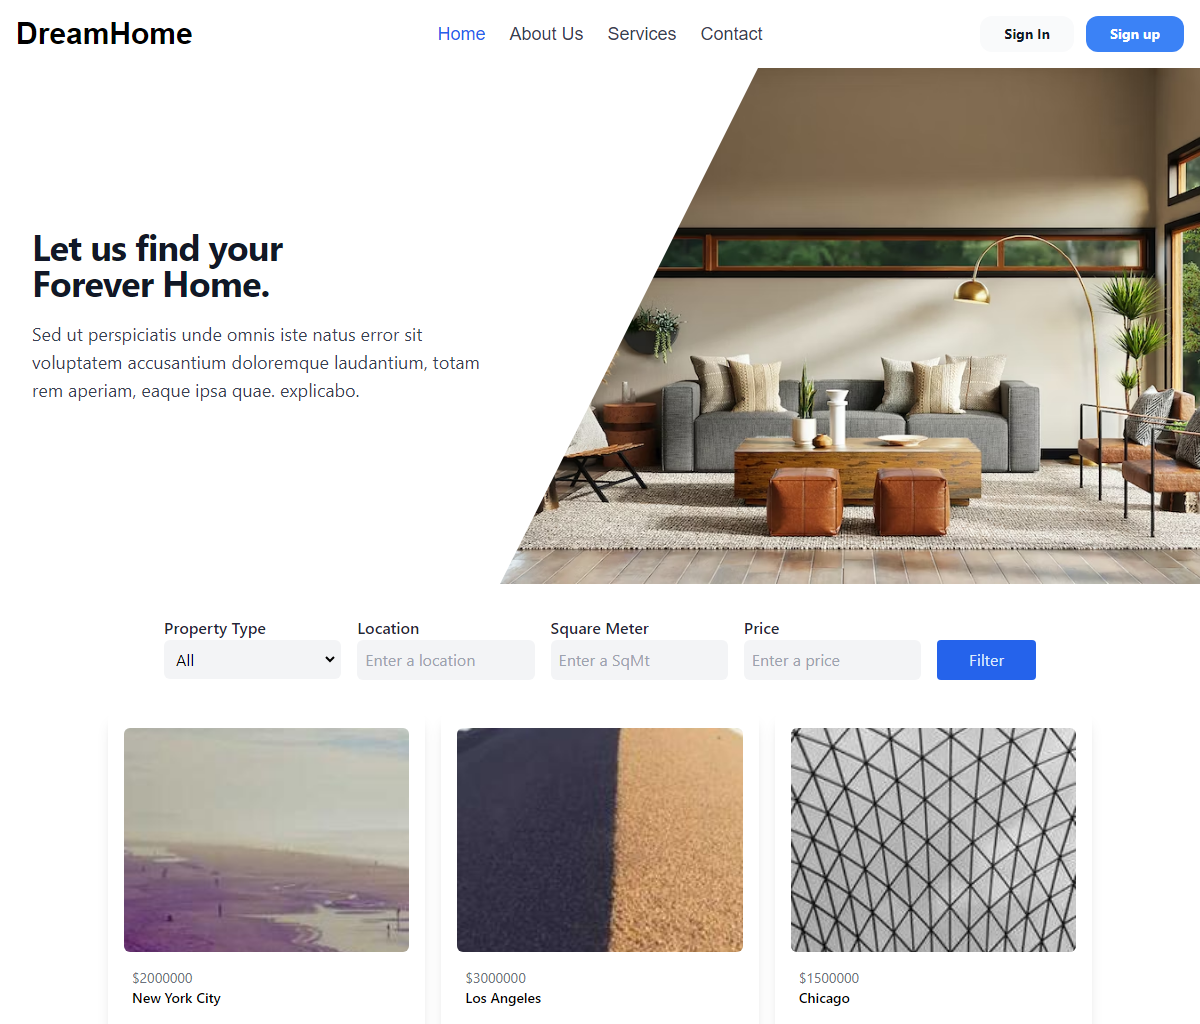 DreamHome
Home About Us Services Contact
Sign In Sign up
Let us find your
Forever Home.
Sed ut perspiciatis unde omnis iste natus error sit
voluptatem accusantium doloremque laudantium, totam
rem aperiam, eaque ipsa quae. explicabo.
Property Type Location Square Meter Price
All Enter a location Enter a SqMt Enter a price Filter
$2000000
New York City
$3000000
Los Angeles
$1500000
Chicago